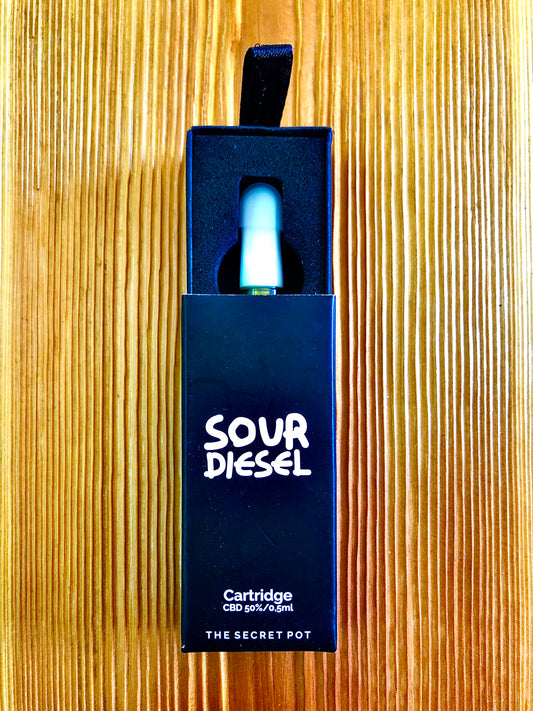 SOUR
DIESEL
Cartridge
CBD 50%/0,5ml
THE SECRET POT